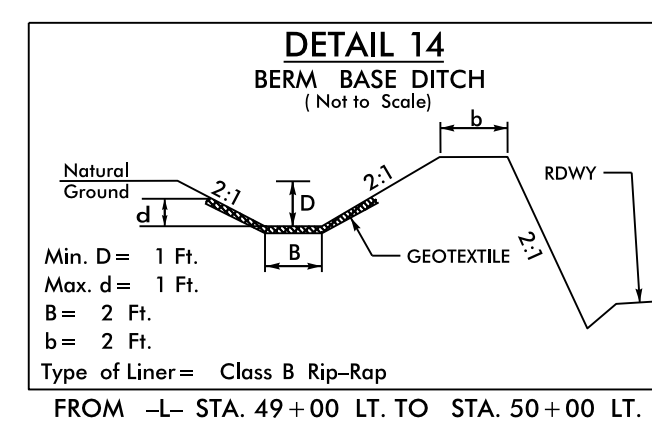 DETAIL 14
BERM BASE DITCH
( Not to Scale)
b
Natural
Ground
2:1
D
2:1
RDWY
d
B
GEOTEXTILE
2:1
Min. D= 1 Ft.
Max. d= 1 Ft.
B= 2 Ft.
b= 2 Ft.
Type of Liner= Class B Rip-Rap
FROM -L- STA. 49+00 LT. TO STA. 50+00 LT.